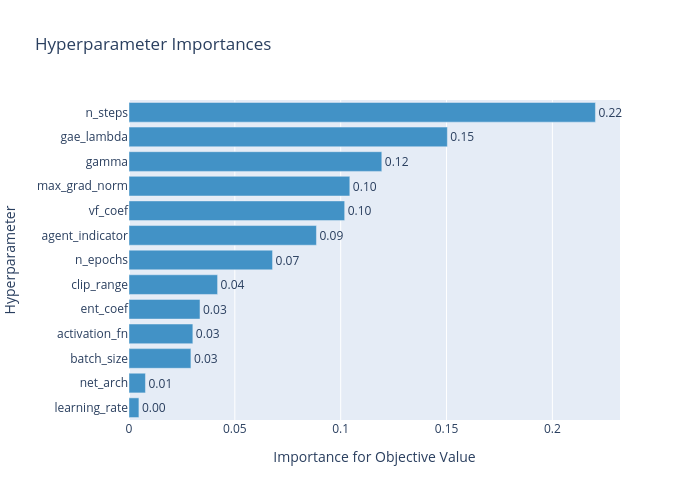 Hyperparameter Importances
n_steps 0.22
gae_lambda 0.15
gamma 0.12
max_grad_norm 0.10
vf_coef 0.10
agent_indicator 0.09
n_epochs 0.07
clip_range 0.04
ent_coef 0.03
activation_fn 0.03
batch_size 0.03
net_arch 0.01
learning_rate 0.00
0 0.05 0.1 0.15 0.2
Importance for Objective Value
Hyperparameter